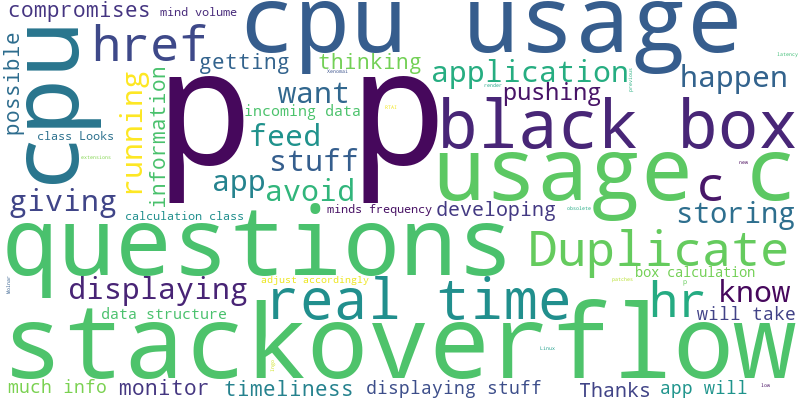 compromises
mind volume
cpu usage
href
cpu
possible
getting
thinking
Xenomai
application
happen
latency
running
information
p p
want
incoming data
render
pushing
previous
black box
class Looks
extensions
feed
stuff
avoid
app
usage c
c
new
giving
calculation class
minds frequency
developing
obsolete
storing
questions
Duplicate
box calculation
displaying
adjust accordingly
real time
hr
know
will take
data structure
stackoverflow
Linux
much info
monitor
timeliness
displaying stuff
Thanks
app will
low